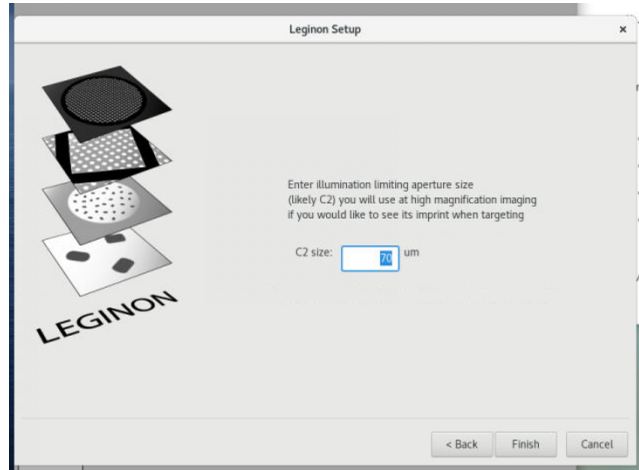 Leginon Setup
Enter illumination limiting aperture size
(likely C2) you will use at high magnification imaging
if you would like to see its imprint when targeting
C2 size: 70 um
LEGINON
< Back Finish Cancel